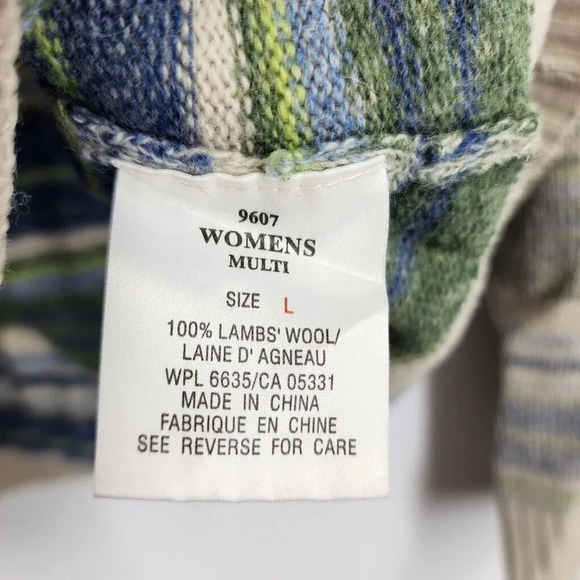 9607
WOMENS
MULTI
SIZE L
100% LAMBS' WOOL/
LAINE D' AGNEAU
WPL 6635/CA 05331
MADE IN CHINA
FABRIQUE EN CHINE
SEE REVERSE FOR CARE